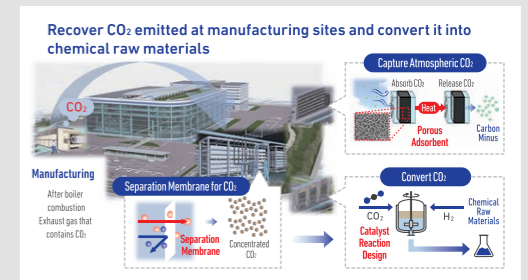 Recover CO₂ emitted at manufacturing sites and convert it into
chemical raw materials
Capture Atmospheric CO₂
Absorb CO₂
Release CO₂
Heat
Porous
Adsorbent
Carbon
Minus
CO₂
Manufacturing
After boiler
combustion
Exhaust gas that
contains CO₂
Separation Membrane for CO₂
Separation
Membrane
Concentrated
CO₂
Convert CO₂
CO₂
H₂
Catalyst
Reaction
Design
Chemical
Raw
Materials